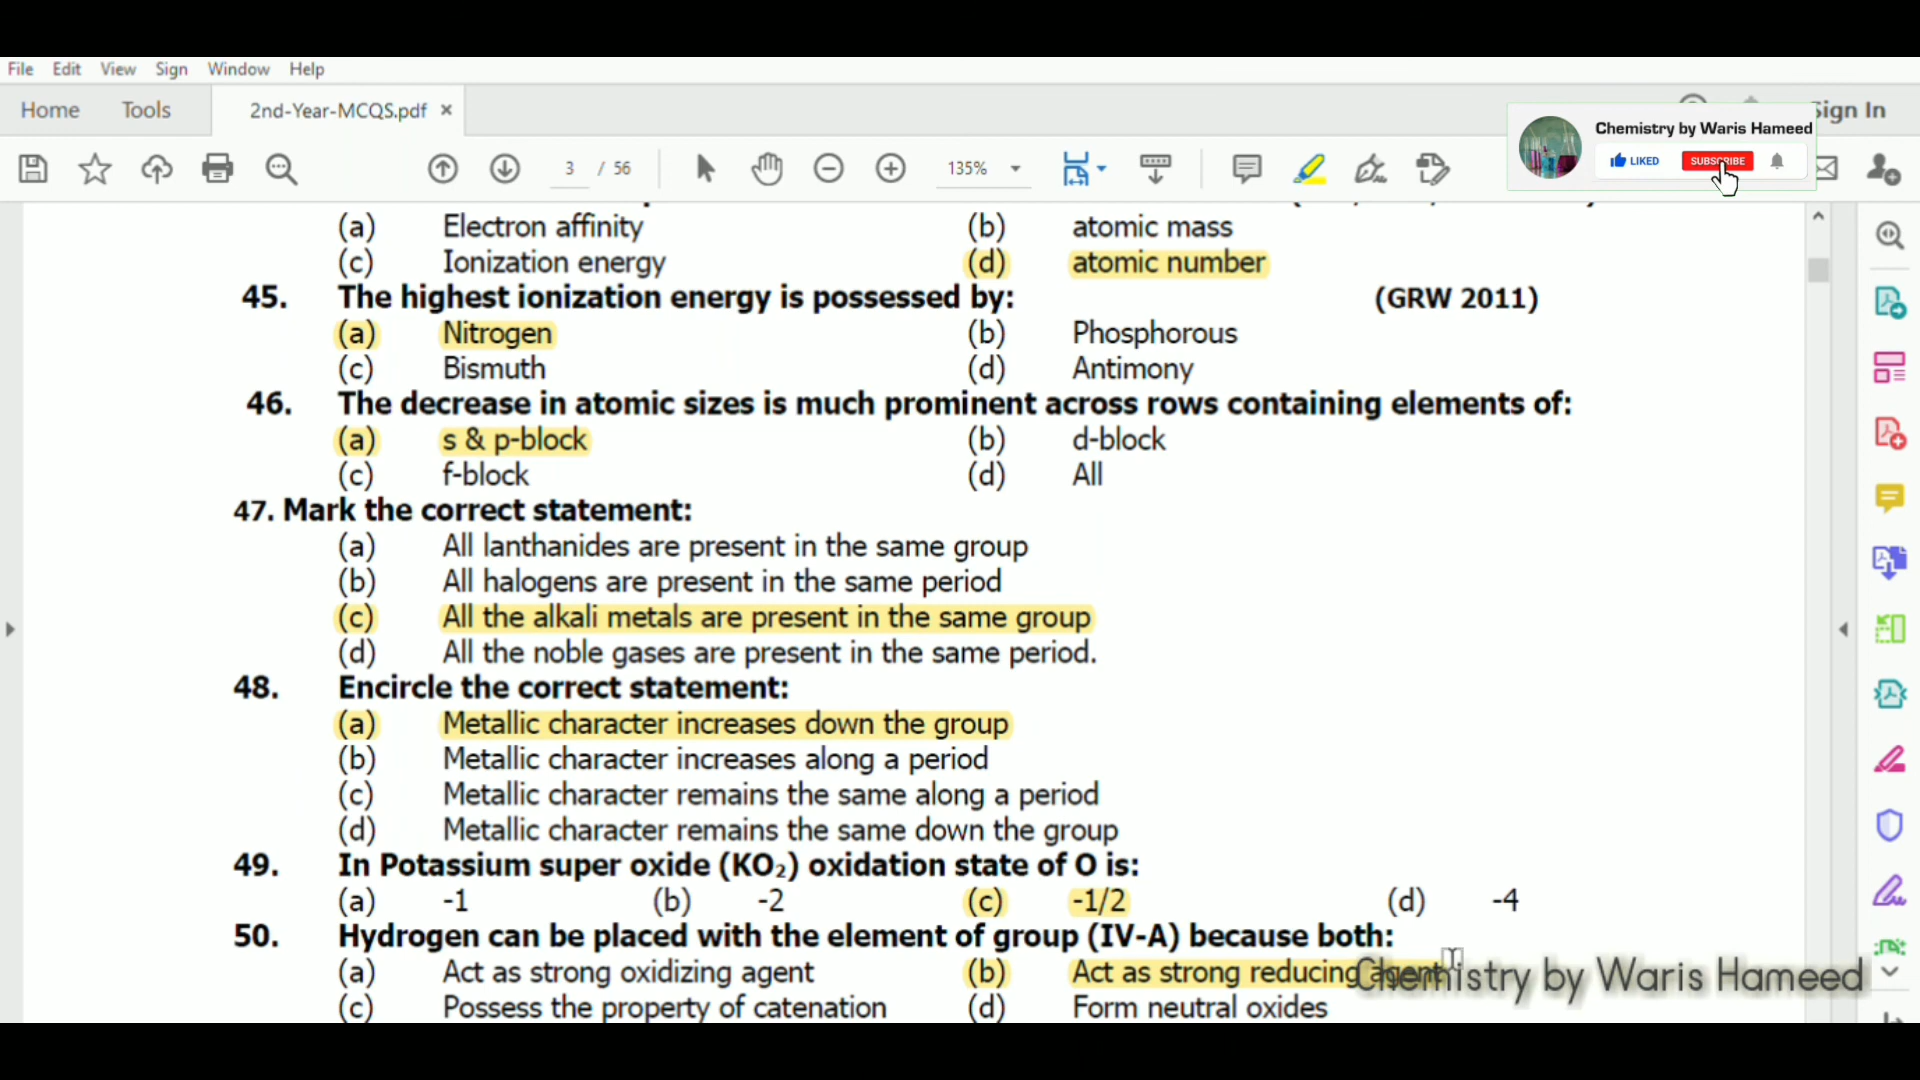 File Edit View Sign Window Help
Home Tools 2nd-Year-MCQS.pdf × Sign In
Chemistry by Waris Hameed
LIKED SUBSCRIBE
3 / 56 135%
(a) Electron affinity (b) atomic mass
(c) Ionization energy (d) atomic number
45. The highest ionization energy is possessed by: (GRW 2011)
(a) Nitrogen (b) Phosphorous
(c) Bismuth (d) Antimony
46. The decrease in atomic sizes is much prominent across rows containing elements of:
(a) s & p-block (b) d-block
(c) f-block (d) All
47. Mark the correct statement:
(a) All lanthanides are present in the same group
(b) All halogens are present in the same period
(c) All the alkali metals are present in the same group
(d) All the noble gases are present in the same period.
48. Encircle the correct statement:
(a) Metallic character increases down the group
(b) Metallic character increases along a period
(c) Metallic character remains the same along a period
(d) Metallic character remains the same down the group
49. In Potassium super oxide (KO₂) oxidation state of O is:
(a) -1 (b) -2 (c) -1/2 (d) -4
50. Hydrogen can be placed with the element of group (IV-A) because both:
(a) Act as strong oxidizing agent (b) Act as strong reducing agent
Chemistry by Waris Hameed
(c) Possess the property of catenation (d) Form neutral oxides